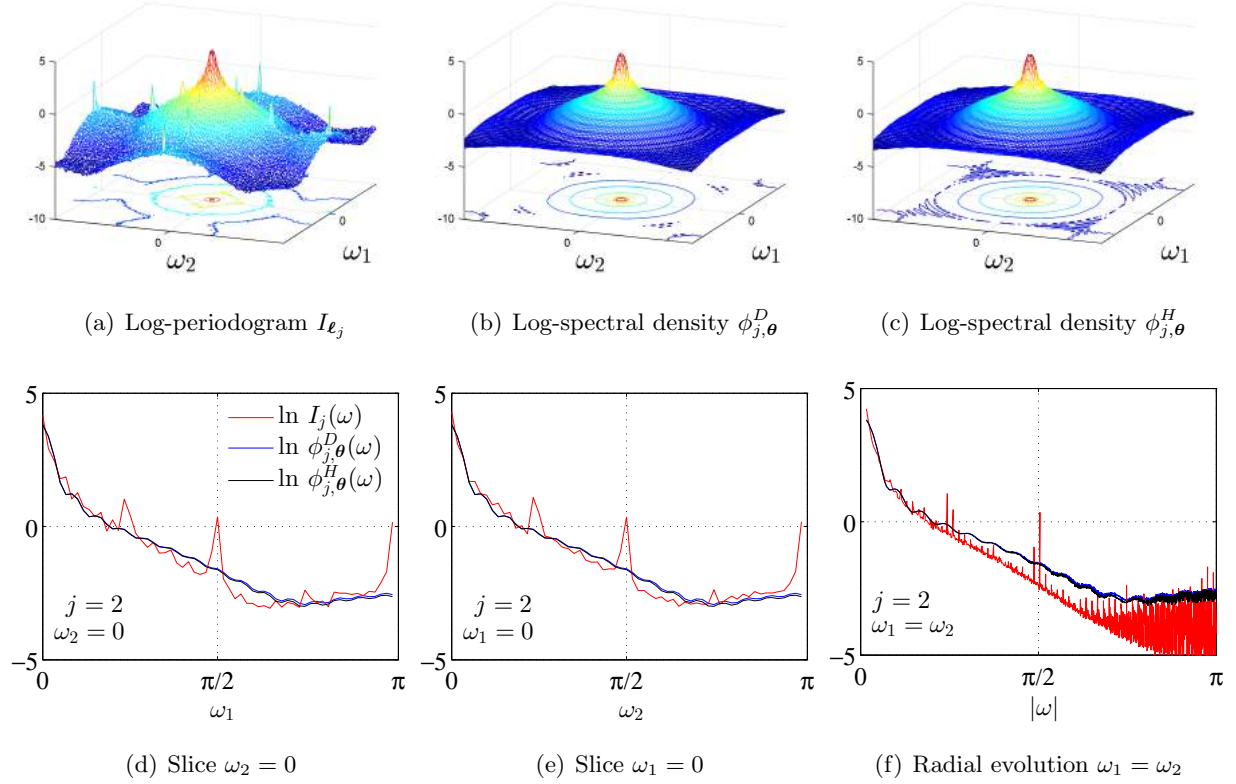 5
0
-5
-10
0
0
ω₂
ω₁
5
0
-5
-10
0
0
ω₂
ω₁
5
0
-5
-10
0
0
ω₂
ω₁
(a) Log-periodogram I_{ℓ_j}
(b) Log-spectral density ϕ^D_{j,θ}
(c) Log-spectral density ϕ^H_{j,θ}
5
0
−5
ln I_j(ω)
ln ϕ^D_{j,θ}(ω)
ln ϕ^H_{j,θ}(ω)
j = 2
ω₂ = 0
0
π/2
π
ω₁
5
0
−5
j = 2
ω₁ = 0
0
π/2
π
ω₂
5
0
−5
j = 2
ω₁ = ω₂
0
π/2
π
|ω|
(d) Slice ω₂ = 0
(e) Slice ω₁ = 0
(f) Radial evolution ω₁ = ω₂